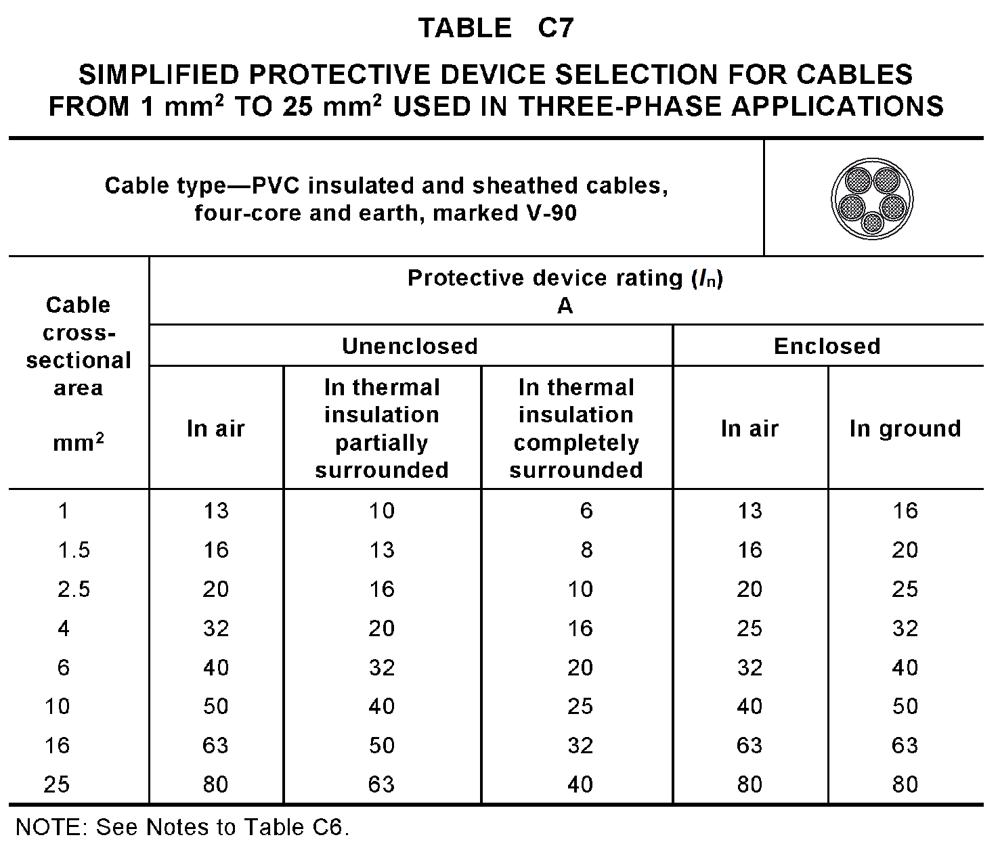 TABLE C7
SIMPLIFIED PROTECTIVE DEVICE SELECTION FOR CABLES
FROM 1 mm² TO 25 mm² USED IN THREE-PHASE APPLICATIONS
Cable type—PVC insulated and sheathed cables,
four-core and earth, marked V-90
Cable
cross-
sectional
area
mm²
Protective device rating (Iₙ)
A
Unenclosed
Enclosed
In air
In thermal
insulation
partially
surrounded
In thermal
insulation
completely
surrounded
In air
In ground
1 13 10 6 13 16
1.5 16 13 8 16 20
2.5 20 16 10 20 25
4 32 20 16 25 32
6 40 32 20 32 40
10 50 40 25 40 50
16 63 50 32 63 63
25 80 63 40 80 80
NOTE: See Notes to Table C6.